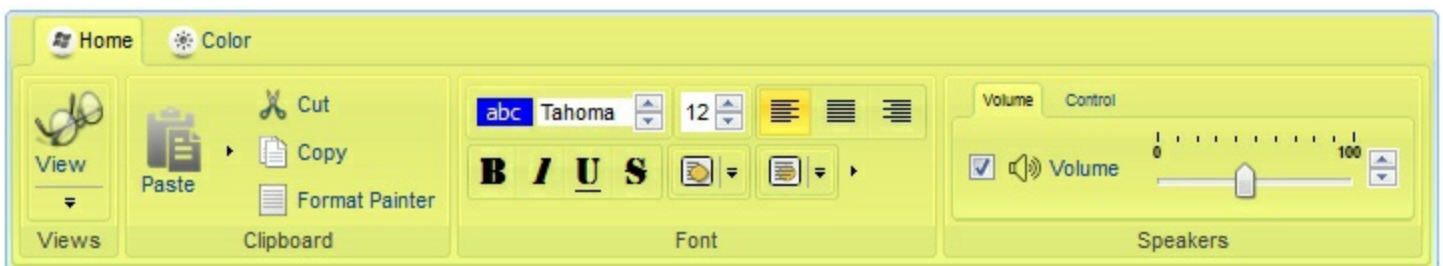 Home Color
View
Views
Paste
Cut
Copy
Format Painter
Clipboard
abc Tahoma 12
B I U S
Font
Volume Control
0 100
Volume
Speakers